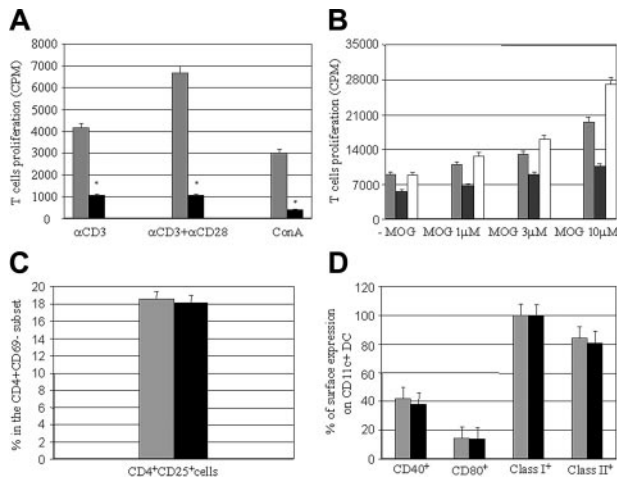 A
T cells proliferation (CPM)
8000
7000
6000
5000
4000
3000
2000
1000
0
*
*
*
αCD3
αCD3+αCD28
ConA
B
T cells proliferation (CPM)
35000
28000
21000
14000
7000
0
- MOG
MOG 1µM
MOG 3µM
MOG 10µM
C
% in the CD4+CD69- subset
20
18
16
14
12
10
8
6
4
2
0
CD4+CD25+cells
D
% of surface expression
on CD11c+ DC
120
100
80
60
40
20
0
CD40+
CD80+
Class I+
Class II+